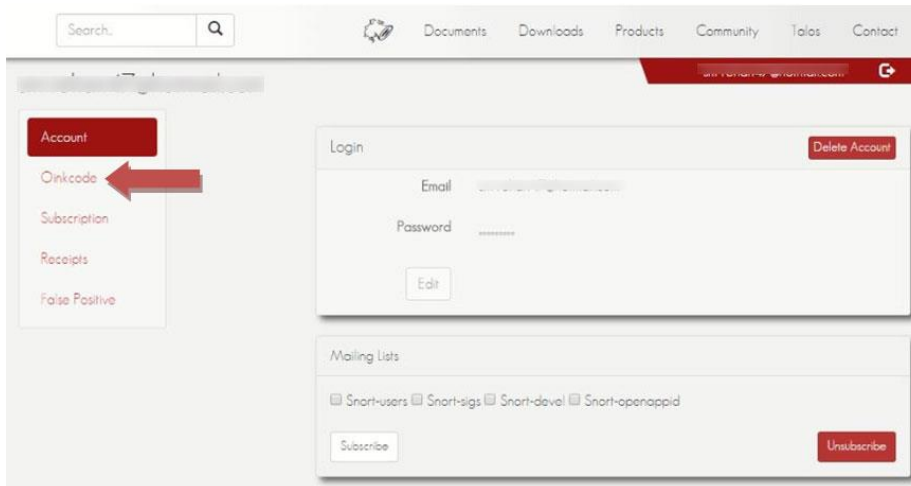 Search..
Documents Downloads Products Community Talos Contact
Account
Oinkcode
Subscription
Receipts
False Positive
Login
Delete Account
Email
Password
Edit
Mailing Lists
Snort-users Snort-sigs Snort-devel Snort-openappid
Subscribe
Unsubscribe